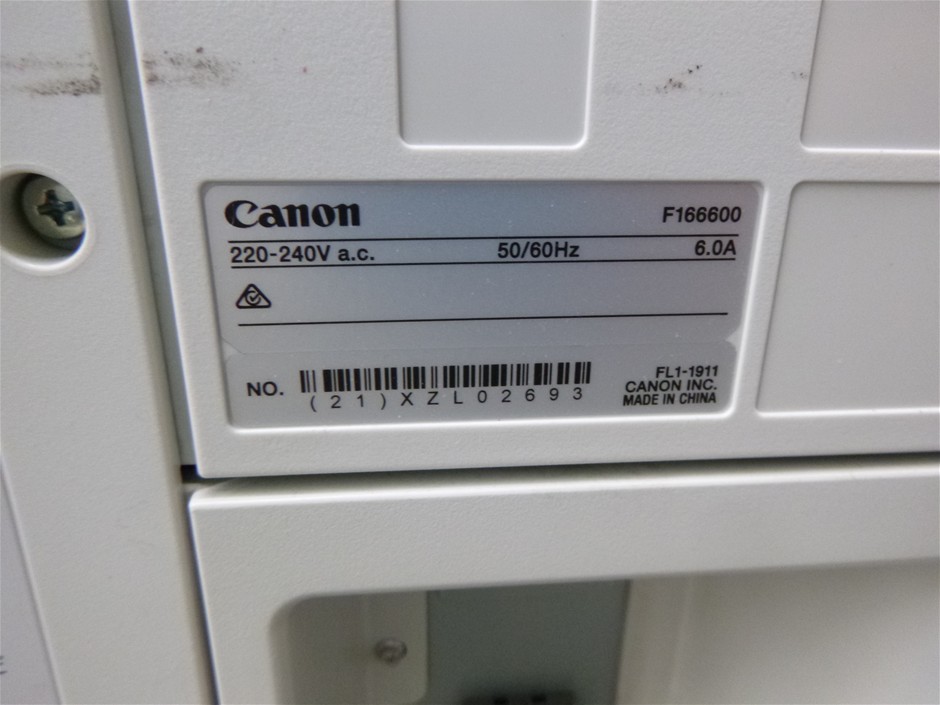 Canon F166600
220-240V a.c. 50/60Hz 6.0A
NO. (21)XZL02693
FL1-1911
CANON INC.
MADE IN CHINA
E